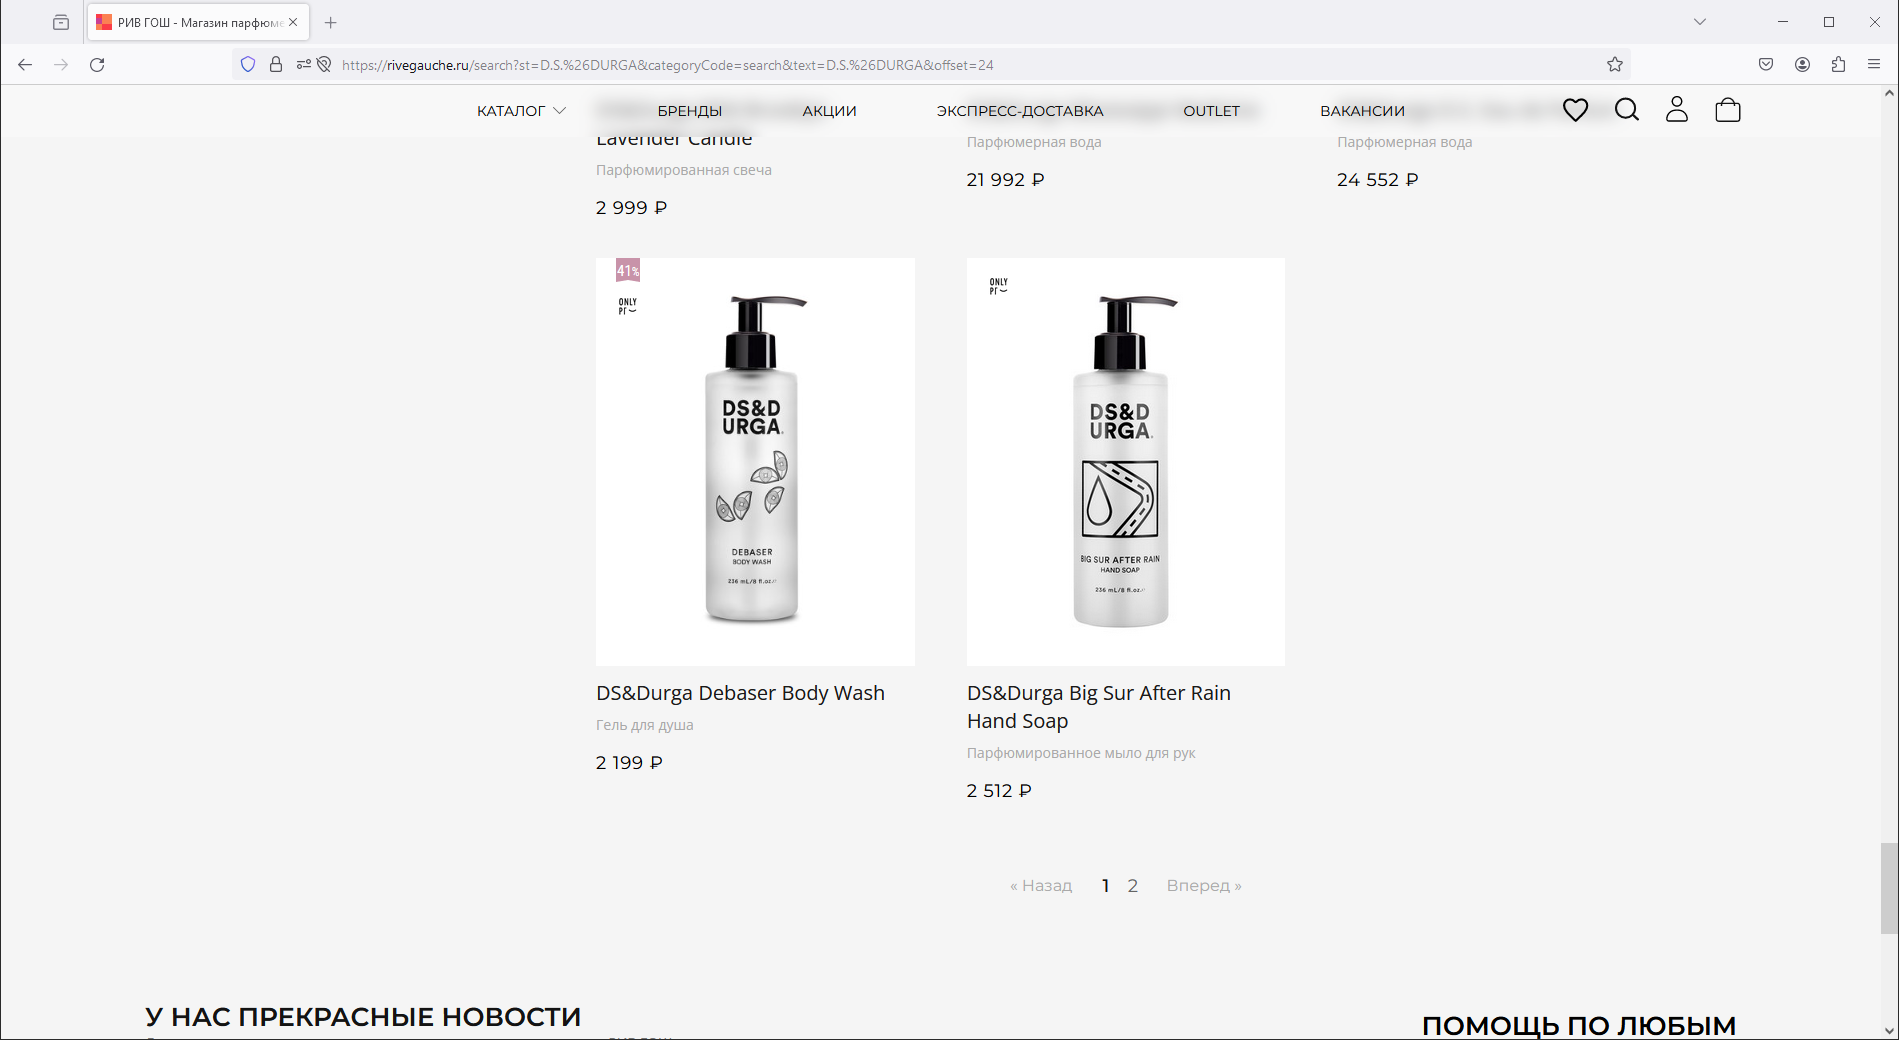 РИВ ГОШ - Магазин парфюме
https://rivegauche.ru/search?st=D.S.%26DURGA&categoryCode=search&text=D.S.%26DURGA&offset=24
КАТАЛОГ БРЕНДЫ АКЦИИ ЭКСПРЕСС-ДОСТАВКА OUTLET ВАКАНСИИ
Lavender Candle
Парфюмированная свеча
2 999 ₽
Парфюмерная вода
21 992 ₽
Парфюмерная вода
24 552 ₽
41%
ONLY
РГ
DS&D
URGA.
DEBASER
BODY WASH
236 mL/8 fl.oz.
DS&Durga Debaser Body Wash
Гель для душа
2 199 ₽
ONLY
РГ
DS&D
URGA.
BIG SUR AFTER RAIN
HAND SOAP
236 mL/8 fl.oz.
DS&Durga Big Sur After Rain
Hand Soap
Парфюмированное мыло для рук
2 512 ₽
« Назад 1 2 Вперед »
У НАС ПРЕКРАСНЫЕ НОВОСТИ
ПОМОЩЬ ПО ЛЮБЫМ